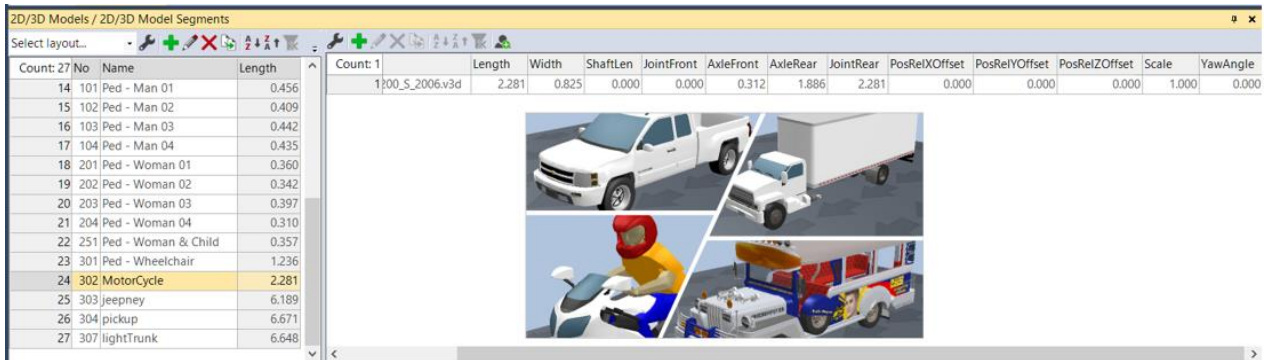 2D/3D Models / 2D/3D Model Segments
Select layout...
Count: 27 No Name Length
14 101 Ped - Man 01 0.456
15 102 Ped - Man 02 0.409
16 103 Ped - Man 03 0.442
17 104 Ped - Man 04 0.435
18 201 Ped - Woman 01 0.360
19 202 Ped - Woman 02 0.342
20 203 Ped - Woman 03 0.397
21 204 Ped - Woman 04 0.310
22 251 Ped - Woman & Child 0.357
23 301 Ped - Wheelchair 1.236
24 302 MotorCycle 2.281
25 303 jeepney 6.189
26 304 pickup 6.671
27 307 lightTrunk 6.648
Count: 1 Length Width ShaftLen JointFront AxleFront AxleRear JointRear PosRelXOffset PosRelYOffset PosRelZOffset Scale YawAngle
1 200_S_2006.v3d 2.281 0.825 0.000 0.000 0.312 1.886 2.281 0.000 0.000 0.000 1.000 0.000